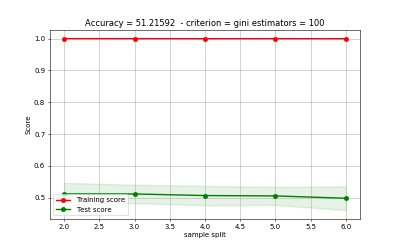 Accuracy = 51.21592 - criterion = gini estimators = 100
1.0
0.9
0.8
0.7
0.6
0.5
Score
Training score
Test score
2.0 2.5 3.0 3.5 4.0 4.5 5.0 5.5 6.0
sample split